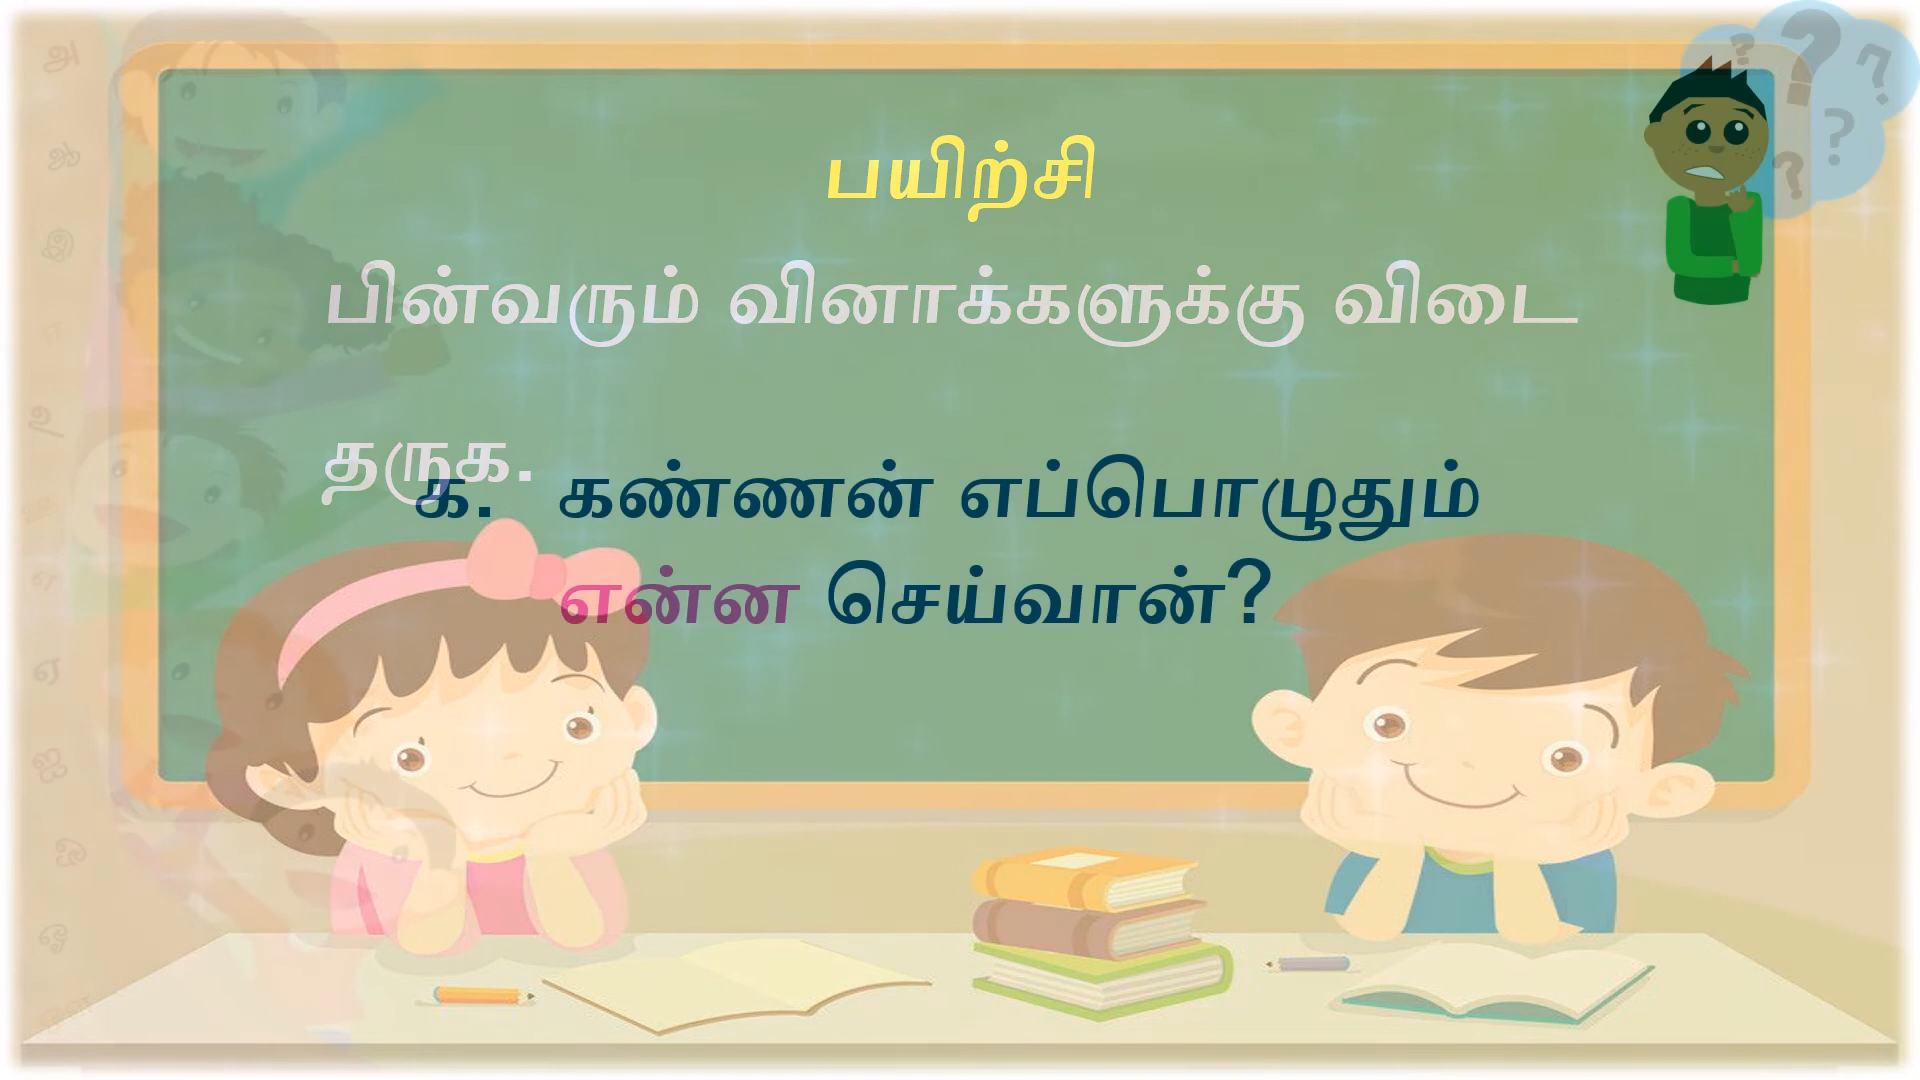 பயிற்சி
பின்வரும் வினாக்களுக்கு விடை
தருக.
க. கண்ணன் எப்பொழுதும்
என்ன செய்வான்?
அ
ஆ
இ
உ
எ
ஏ
ஐ
ஒ
ஓ